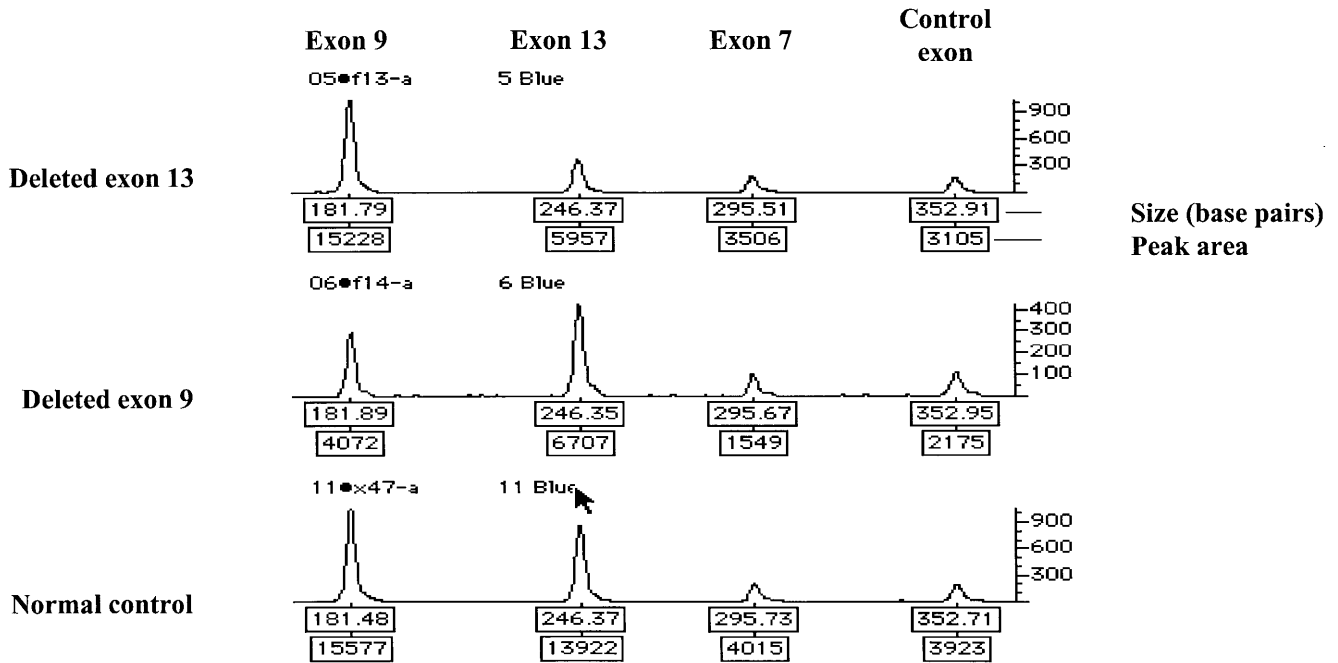 Exon 9 Exon 13 Exon 7 Control exon
05●f13-a 5 Blue
900
600
300
Deleted exon 13
181.79 246.37 295.51 352.91 Size (base pairs)
15228 5957 3506 3105 Peak area
06●f14-a 6 Blue
400
300
200
100
Deleted exon 9
181.89 246.35 295.67 352.95
4072 6707 1549 2175
11●x47-a 11 Blue
900
600
300
Normal control
181.48 246.37 295.73 352.71
15577 13922 4015 3923